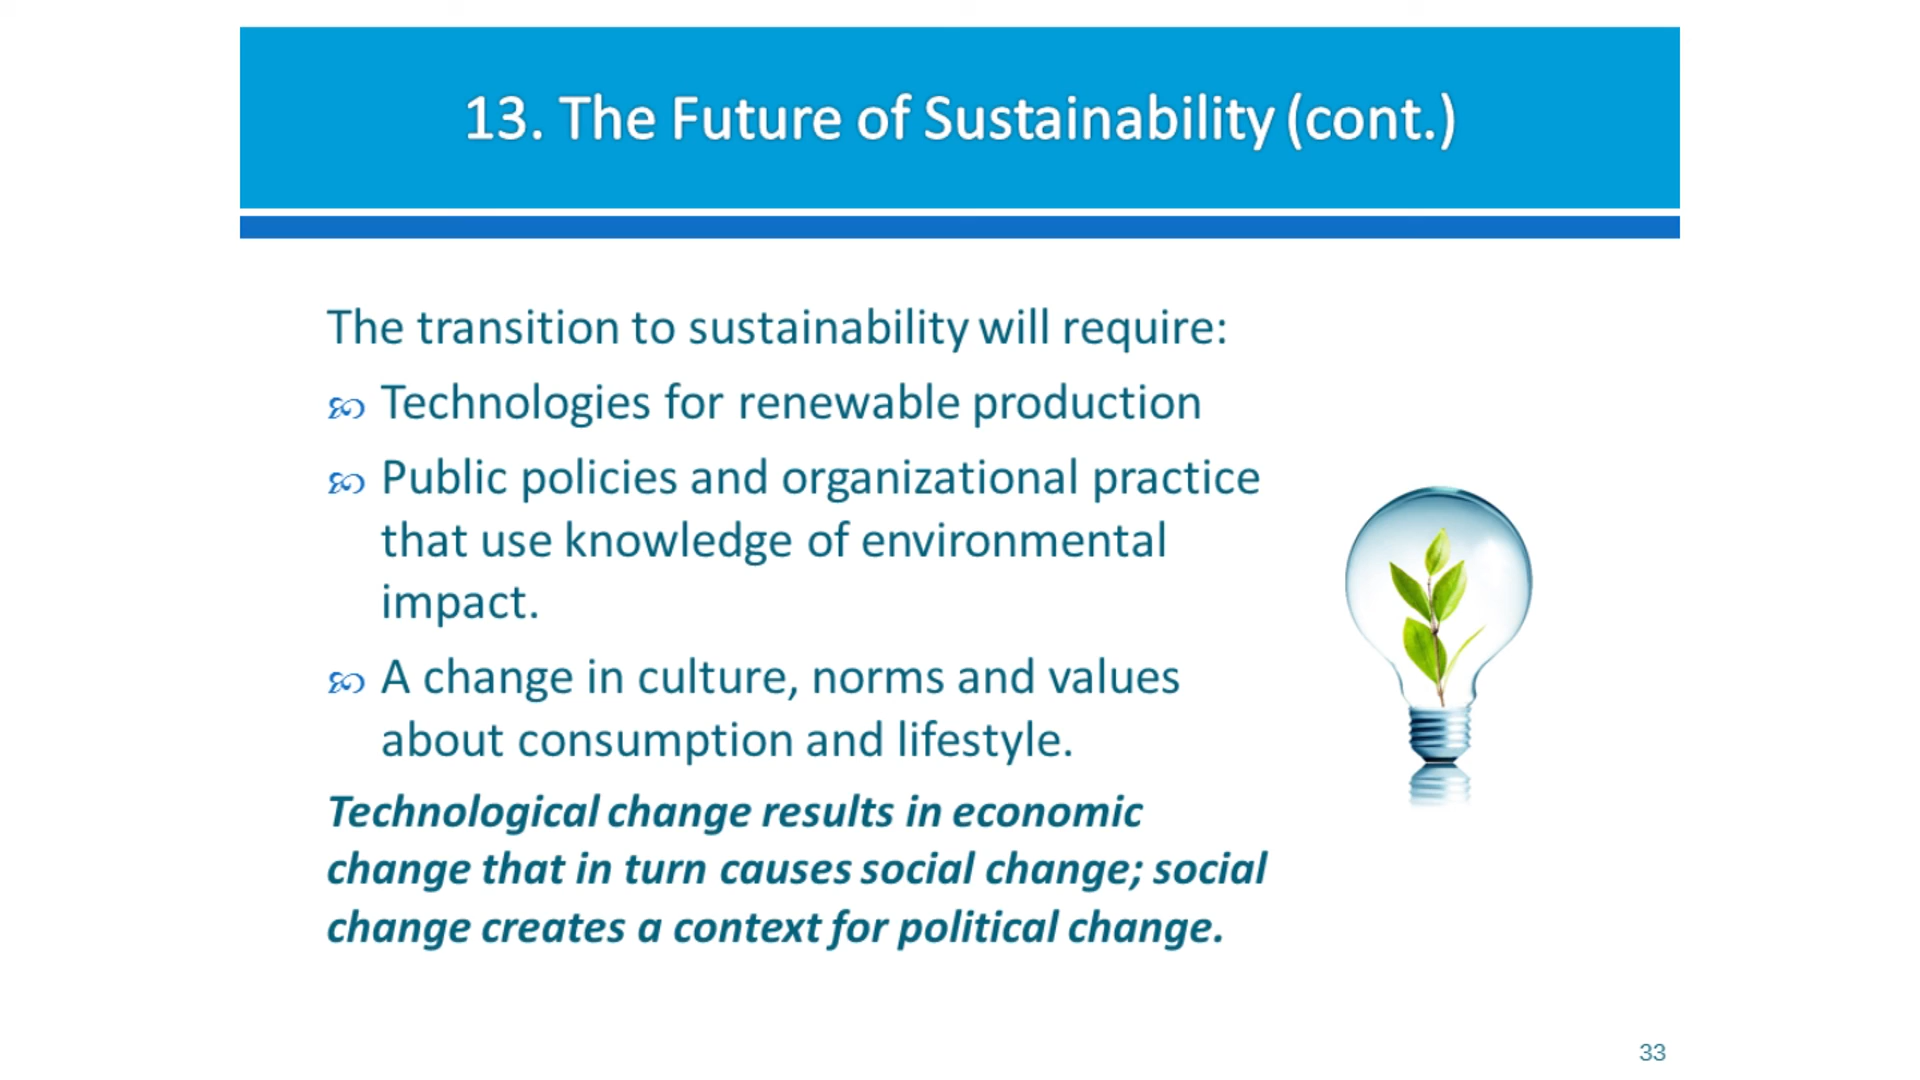 13. The Future of Sustainability (cont.)
The transition to sustainability will require:
Technologies for renewable production
Public policies and organizational practice
that use knowledge of environmental
impact.
A change in culture, norms and values
about consumption and lifestyle.
Technological change results in economic
change that in turn causes social change; social
change creates a context for political change.
33